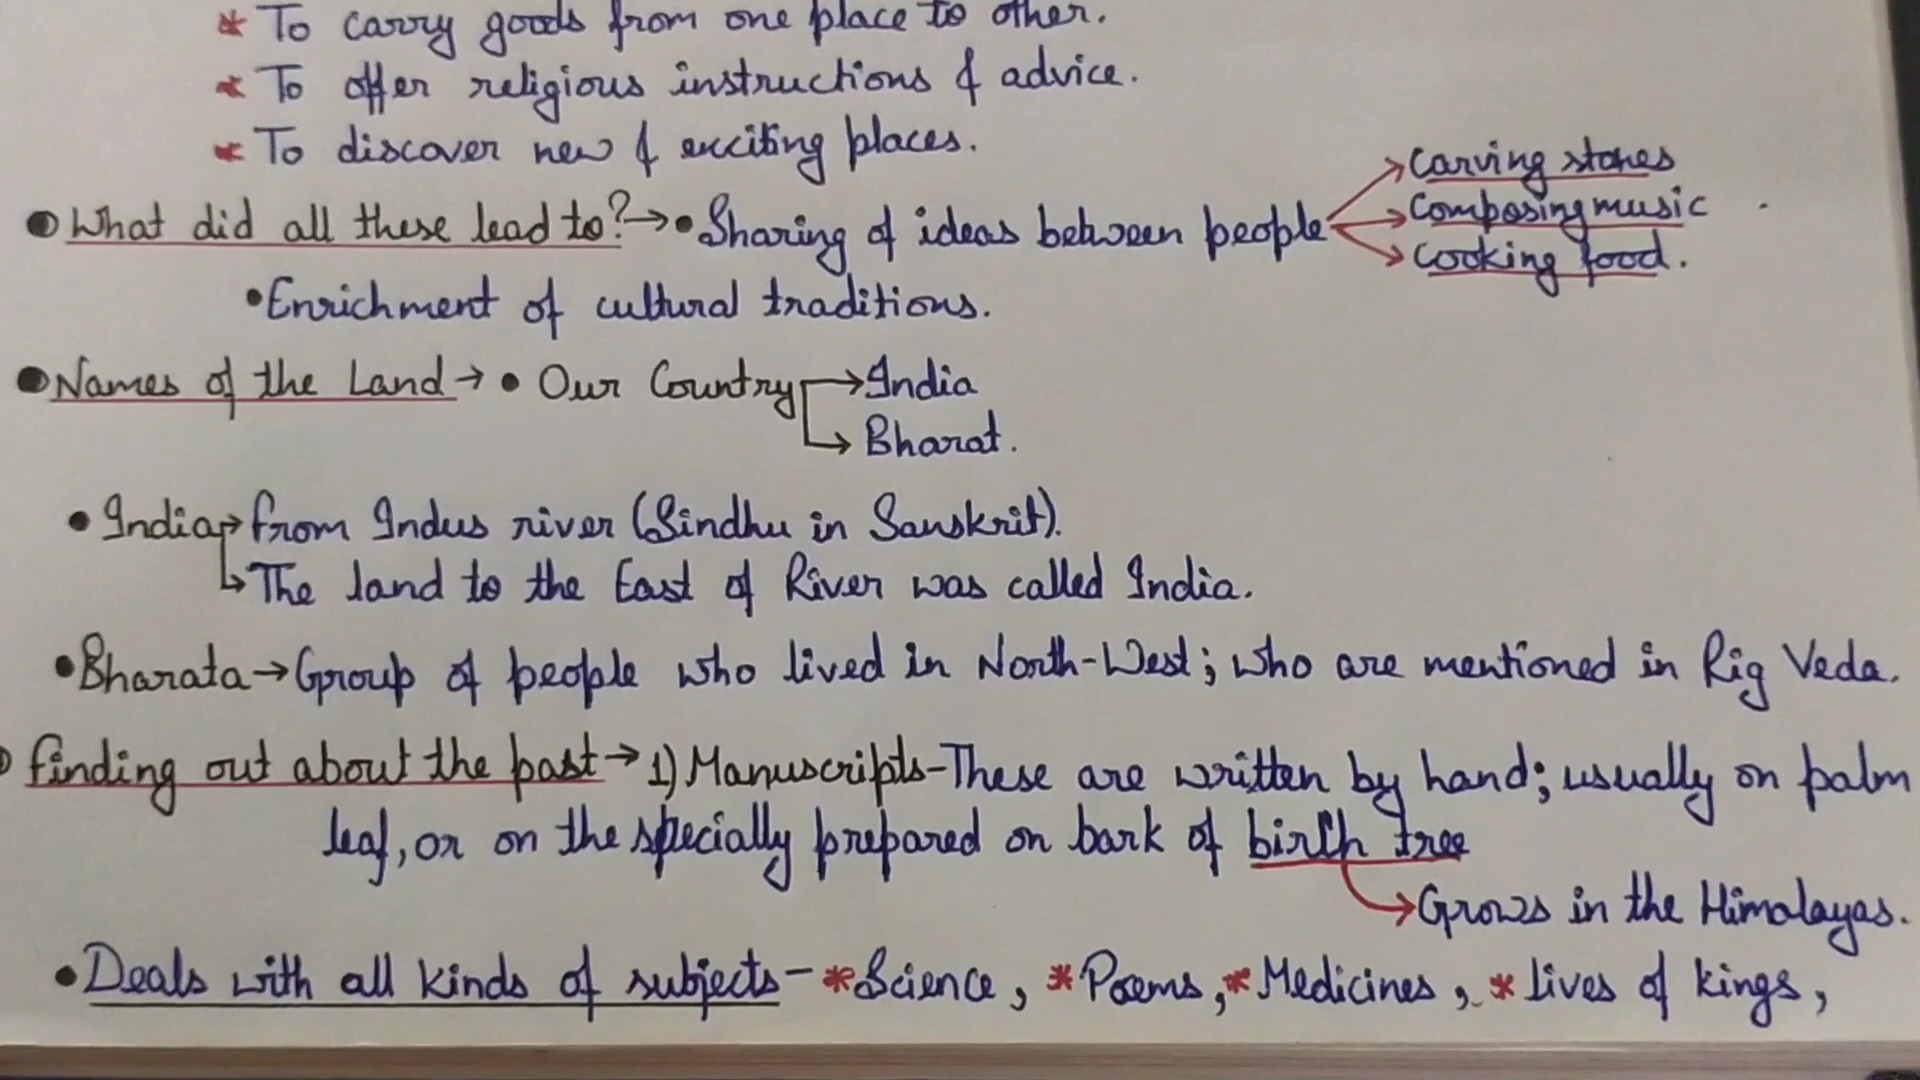 * To carry goods from one place to other.
* To offer religious instructions & advice.
* To discover new & exciting places.
● What did all these lead to? → • Sharing of ideas between people → Carving stones
→ Composing music
→ Cooking food.
• Enrichment of cultural traditions.
● Names of the Land → • Our Country → India
→ Bharat.
• India → from Indus river (Sindhu in Sanskrit).
↳ The land to the East of River was called India.
• Bharata → Group of people who lived in North-West; who are mentioned in Rig Veda.
● finding out about the past → 1) Manuscripts - These are written by hand; usually on palm
leaf, or on the specially prepared on bark of birth tree
→ Grows in the Himalayas.
• Deals with all kinds of subjects - * Science, * Poems, * Medicines, * lives of kings,